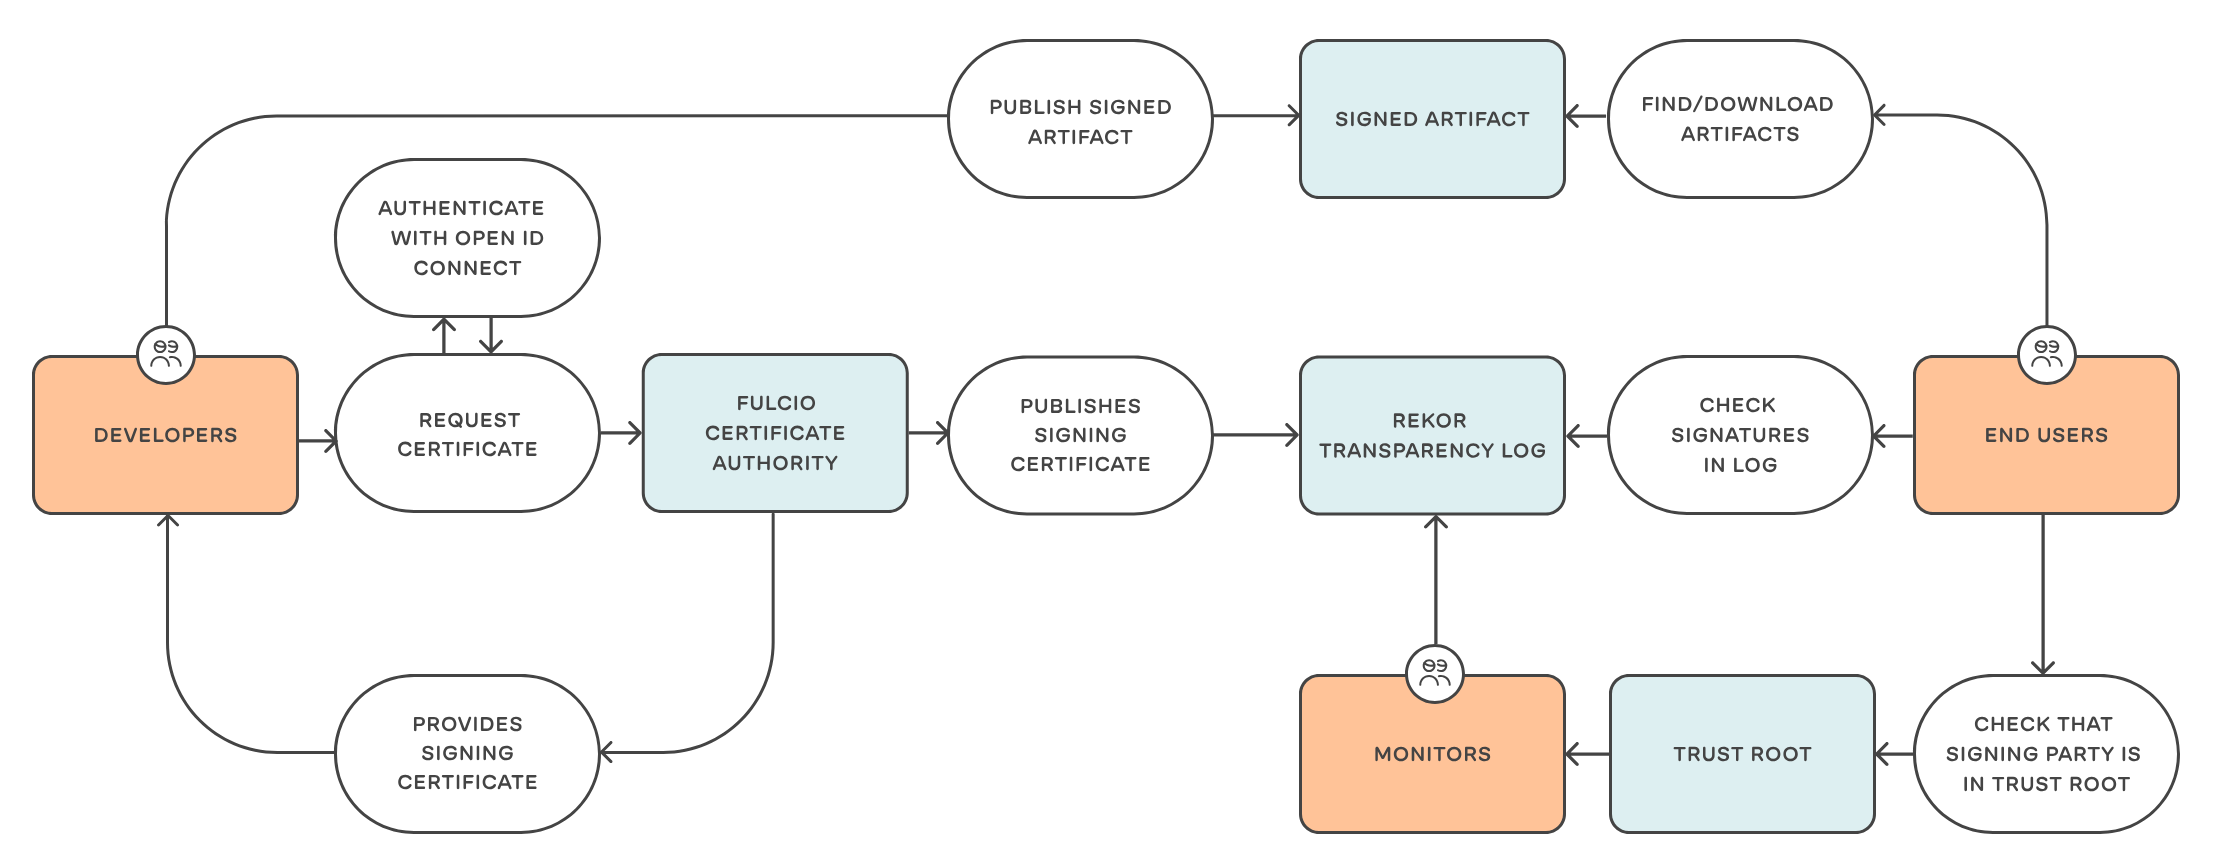 PUBLISH SIGNED
ARTIFACT
SIGNED ARTIFACT
FIND/DOWNLOAD
ARTIFACTS
AUTHENTICATE
WITH OPEN ID
CONNECT
DEVELOPERS
REQUEST
CERTIFICATE
FULCIO
CERTIFICATE
AUTHORITY
PUBLISHES
SIGNING
CERTIFICATE
REKOR
TRANSPARENCY LOG
CHECK
SIGNATURES
IN LOG
END USERS
PROVIDES
SIGNING
CERTIFICATE
MONITORS
TRUST ROOT
CHECK THAT
SIGNING PARTY IS
IN TRUST ROOT